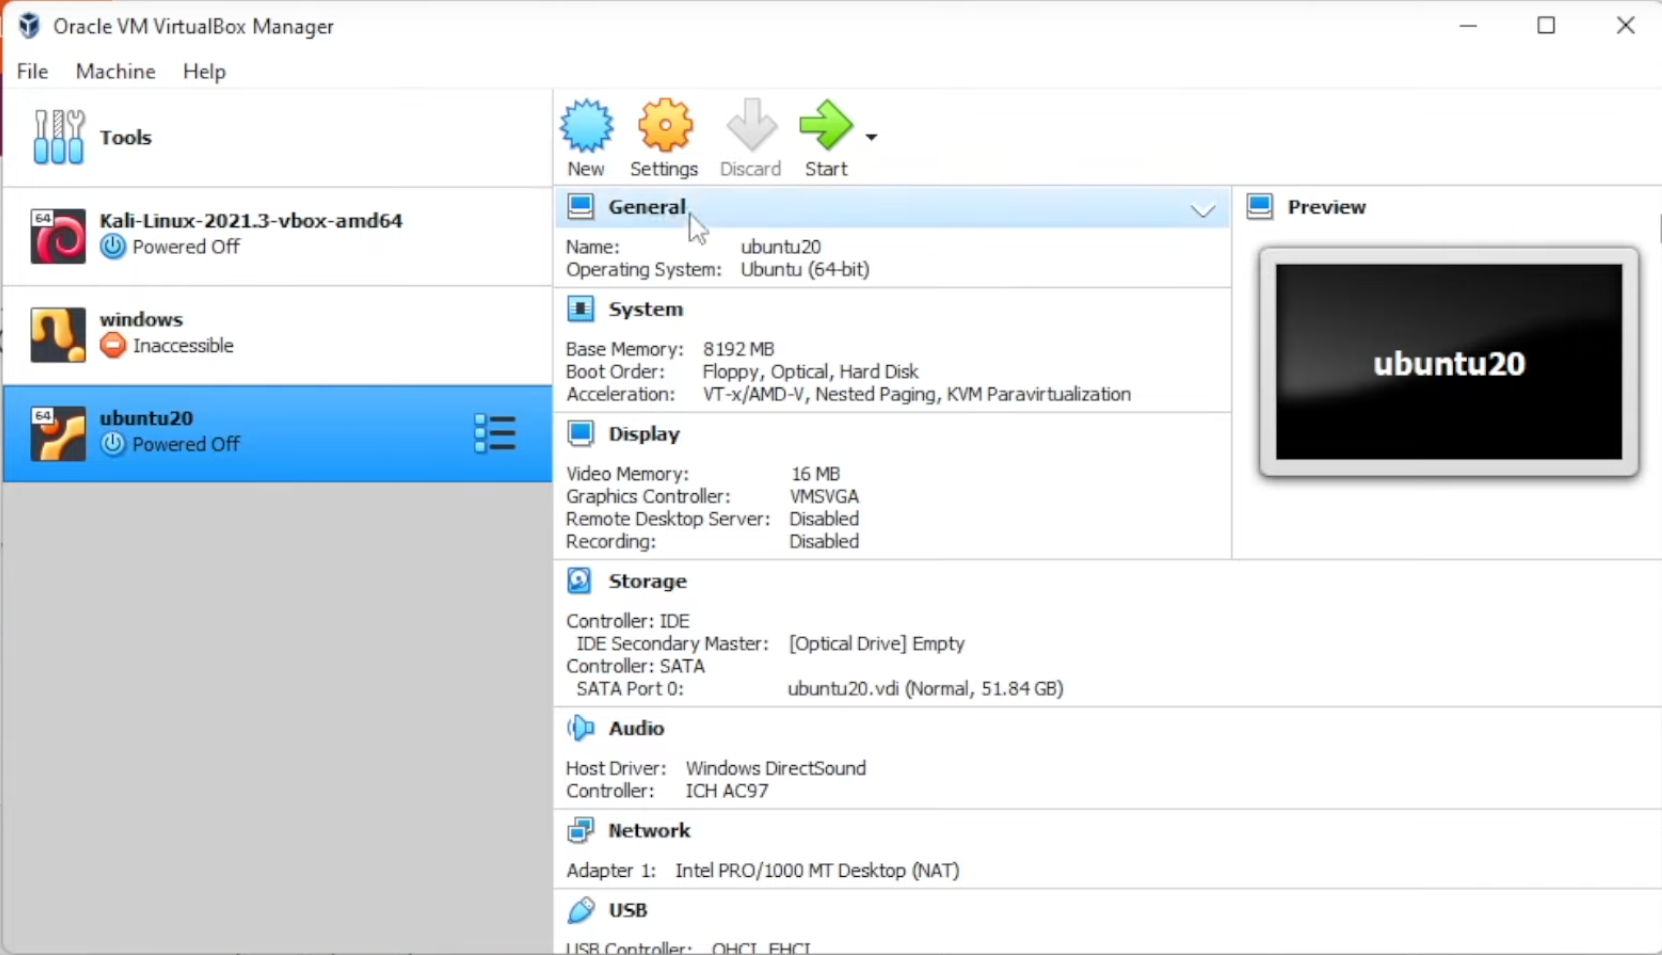 Oracle VM VirtualBox Manager
File Machine Help
Tools
New Settings Discard Start
64
Kali-Linux-2021.3-vbox-amd64
Powered Off
windows
Inaccessible
64
ubuntu20
Powered Off
General
Name: ubuntu20
Operating System: Ubuntu (64-bit)
System
Base Memory: 8192 MB
Boot Order: Floppy, Optical, Hard Disk
Acceleration: VT-x/AMD-V, Nested Paging, KVM Paravirtualization
Display
Video Memory: 16 MB
Graphics Controller: VMSVGA
Remote Desktop Server: Disabled
Recording: Disabled
Preview
ubuntu20
Storage
Controller: IDE
IDE Secondary Master: [Optical Drive] Empty
Controller: SATA
SATA Port 0: ubuntu20.vdi (Normal, 51.84 GB)
Audio
Host Driver: Windows DirectSound
Controller: ICH AC97
Network
Adapter 1: Intel PRO/1000 MT Desktop (NAT)
USB
USB Controller: OHCI, EHCI